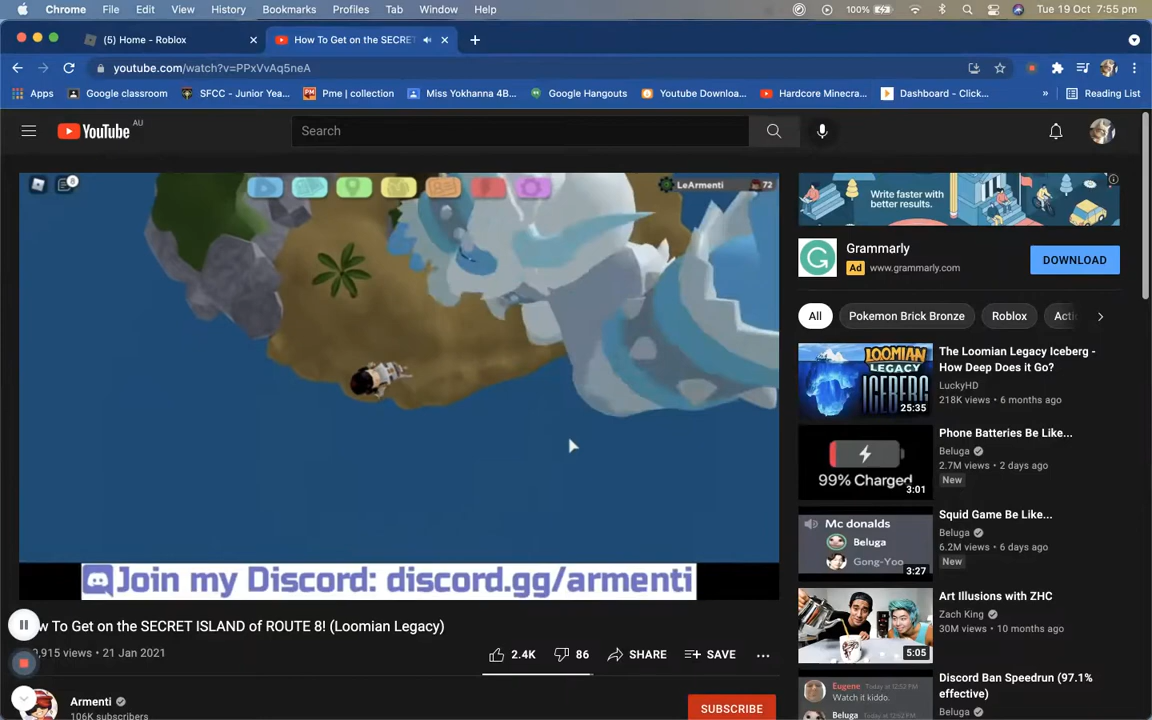 Chrome File Edit View History Bookmarks Profiles Tab Window Help 100% Tue 19 Oct 7:55 pm
(5) Home - Roblox
How To Get on the SECRET
youtube.com/watch?v=PPxVvAq5neA
Apps Google classroom SFCC - Junior Yea... Pme | collection Miss Yokhanna 4B... Google Hangouts Youtube Downloa... Hardcore Minecra... Dashboard - Click... » Reading List
YouTube AU
Search
8
LeArmenti 72
Join my Discord: discord.gg/armenti
w To Get on the SECRET ISLAND of ROUTE 8! (Loomian Legacy)
,915 views • 21 Jan 2021
2.4K 86 SHARE SAVE
Armenti
106K subscribers
SUBSCRIBE
Write faster with
better results.
Grammarly
Ad www.grammarly.com
DOWNLOAD
All Pokemon Brick Bronze Roblox Acti
LOOMIAN
LEGACY
ICEBERG
25:35
The Loomian Legacy Iceberg -
How Deep Does it Go?
LuckyHD
218K views • 6 months ago
99% Charged
3:01
Phone Batteries Be Like...
Beluga
2.7M views • 2 days ago
New
Mc donalds
Beluga
Gong-Yoo
3:27
Squid Game Be Like...
Beluga
6.2M views • 6 days ago
New
5:05
Art Illusions with ZHC
Zach King
30M views • 10 months ago
Eugene Today at 12:52 PM
Watch it kiddo.
Beluga
Discord Ban Speedrun (97.1%
effective)
Beluga